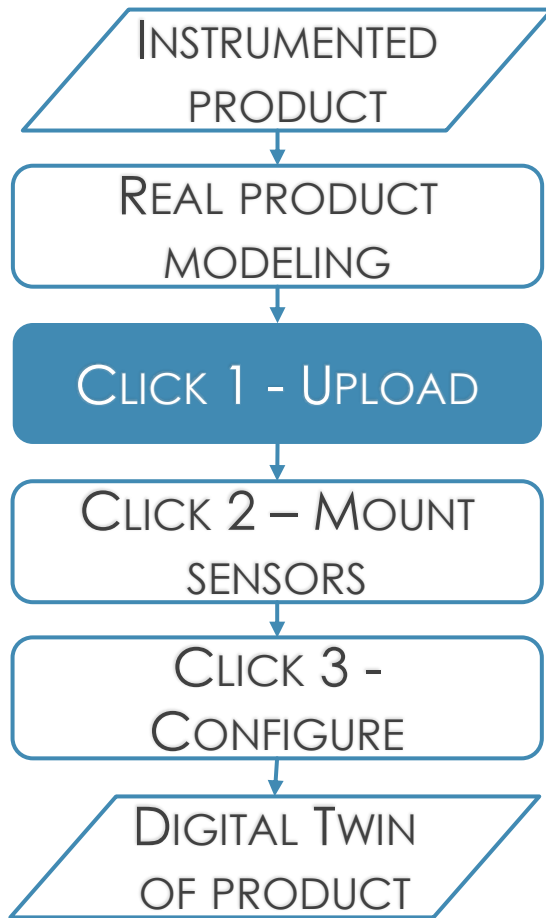 INSTRUMENTED
PRODUCT
REAL PRODUCT
MODELING
CLICK 1 - UPLOAD
CLICK 2 – MOUNT
SENSORS
CLICK 3 -
CONFIGURE
DIGITAL TWIN
OF PRODUCT